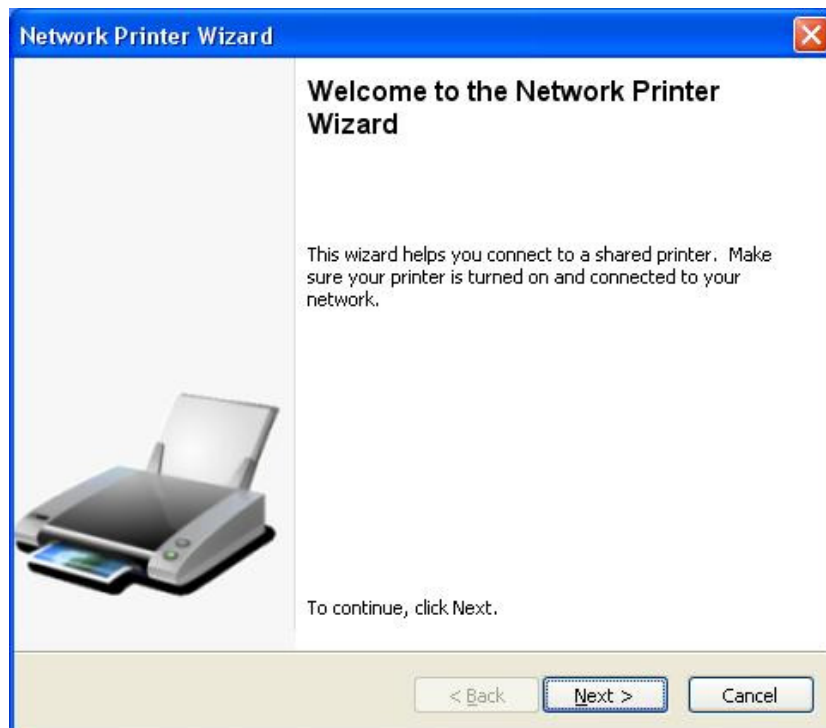 Network Printer Wizard
Welcome to the Network Printer
Wizard
This wizard helps you connect to a shared printer. Make
sure your printer is turned on and connected to your
network.
To continue, click Next.
< Back Next > Cancel